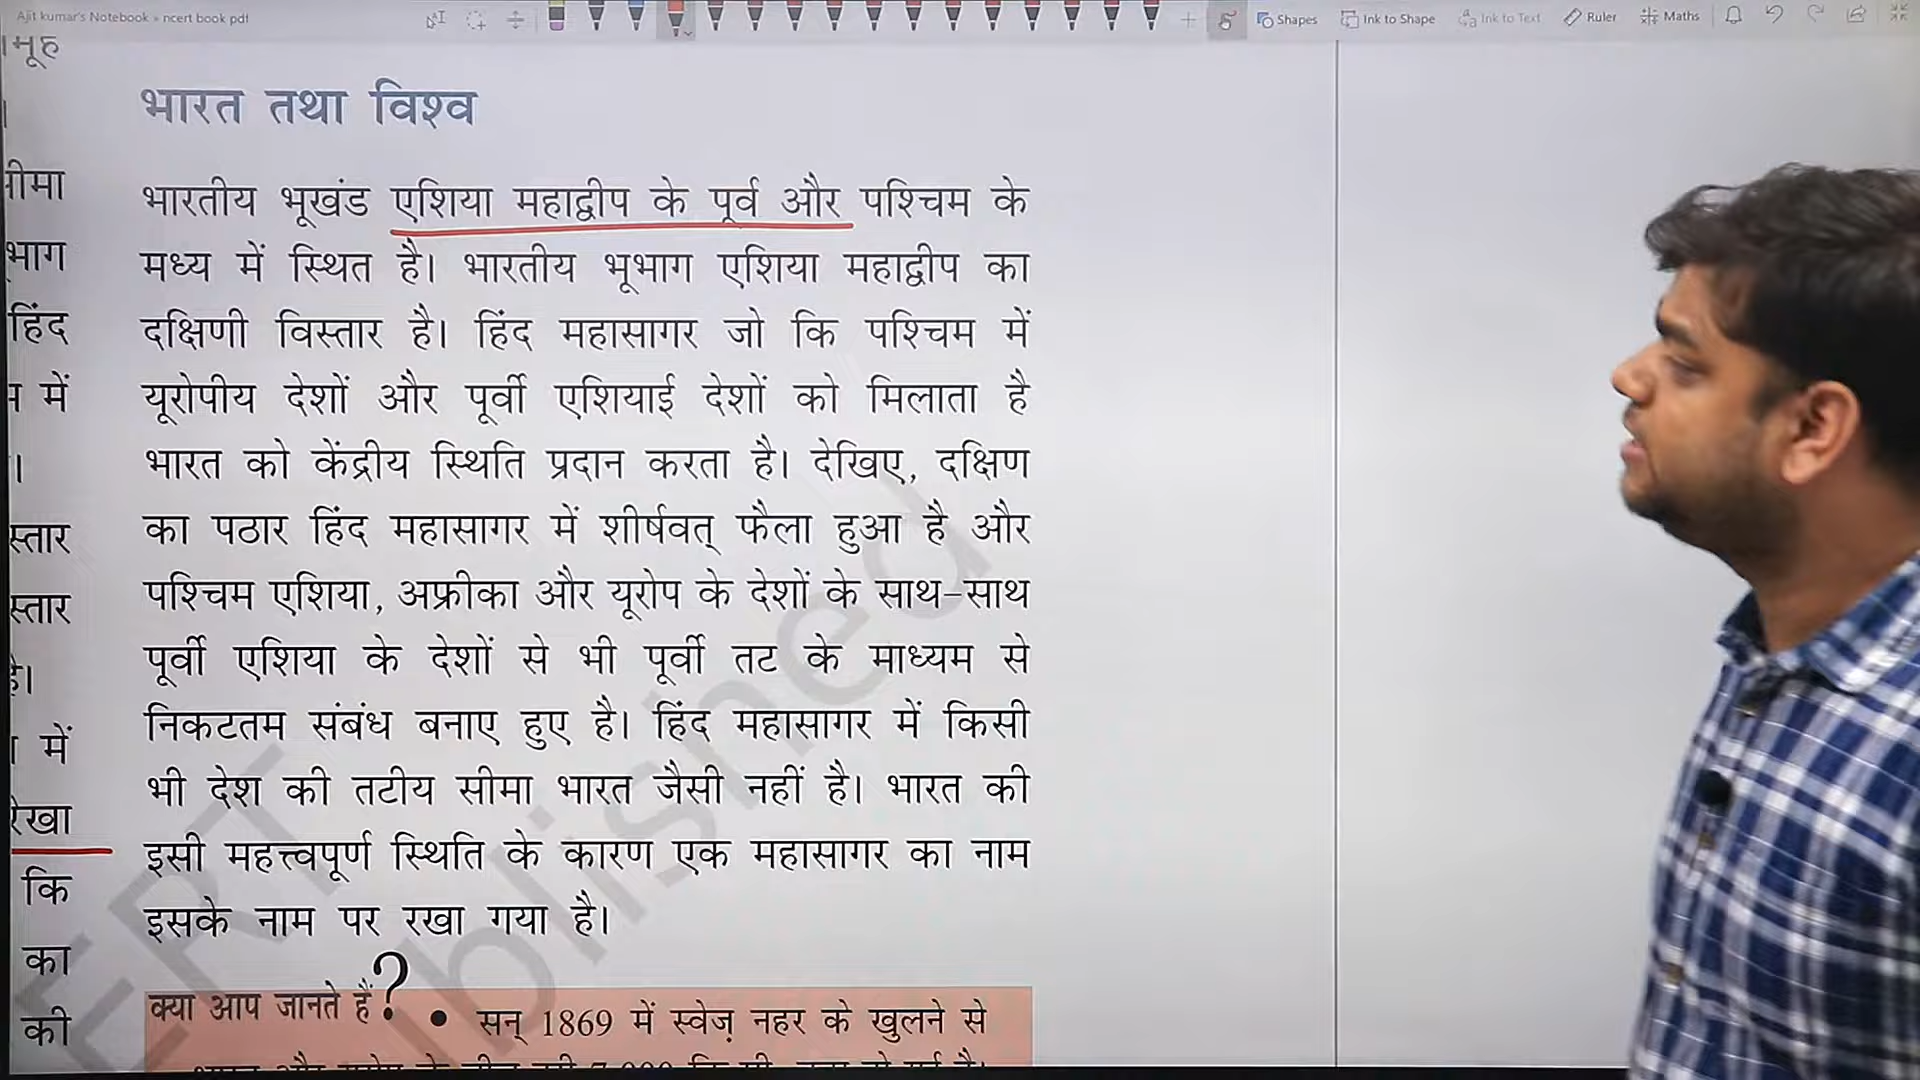 Ajit kumar's Notebook » ncert book pdf
Shapes
Ink to Shape
Ink to Text
Ruler
Maths
भारत तथा विश्व
भारतीय भूखंड एशिया महाद्वीप के पूर्व और पश्चिम के
मध्य में स्थित है। भारतीय भूभाग एशिया महाद्वीप का
दक्षिणी विस्तार है। हिंद महासागर जो कि पश्चिम में
यूरोपीय देशों और पूर्वी एशियाई देशों को मिलाता है
भारत को केंद्रीय स्थिति प्रदान करता है। देखिए, दक्षिण
का पठार हिंद महासागर में शीर्षवत् फैला हुआ है और
पश्चिम एशिया, अफ्रीका और यूरोप के देशों के साथ-साथ
पूर्वी एशिया के देशों से भी पूर्वी तट के माध्यम से
निकटतम संबंध बनाए हुए है। हिंद महासागर में किसी
भी देश की तटीय सीमा भारत जैसी नहीं है। भारत की
इसी महत्त्वपूर्ण स्थिति के कारण एक महासागर का नाम
इसके नाम पर रखा गया है।
क्या आप जानते हैं?
• सन् 1869 में स्वेज़ नहर के खुलने से
भाग
हिंद
में
स्तार
स्तार
में
रेखा
कि
का
की